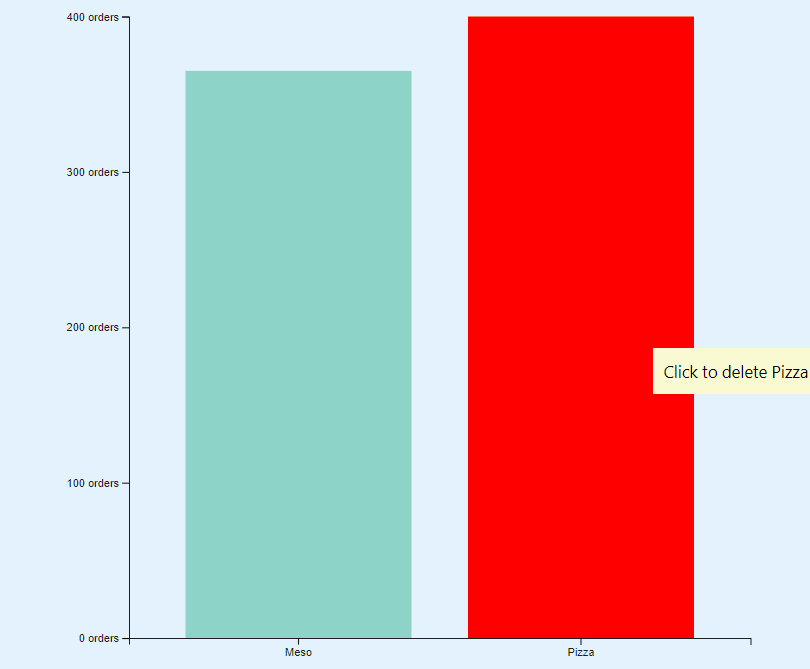 400 orders
300 orders
200 orders
100 orders
0 orders
Meso
Pizza
Click to delete Pizza